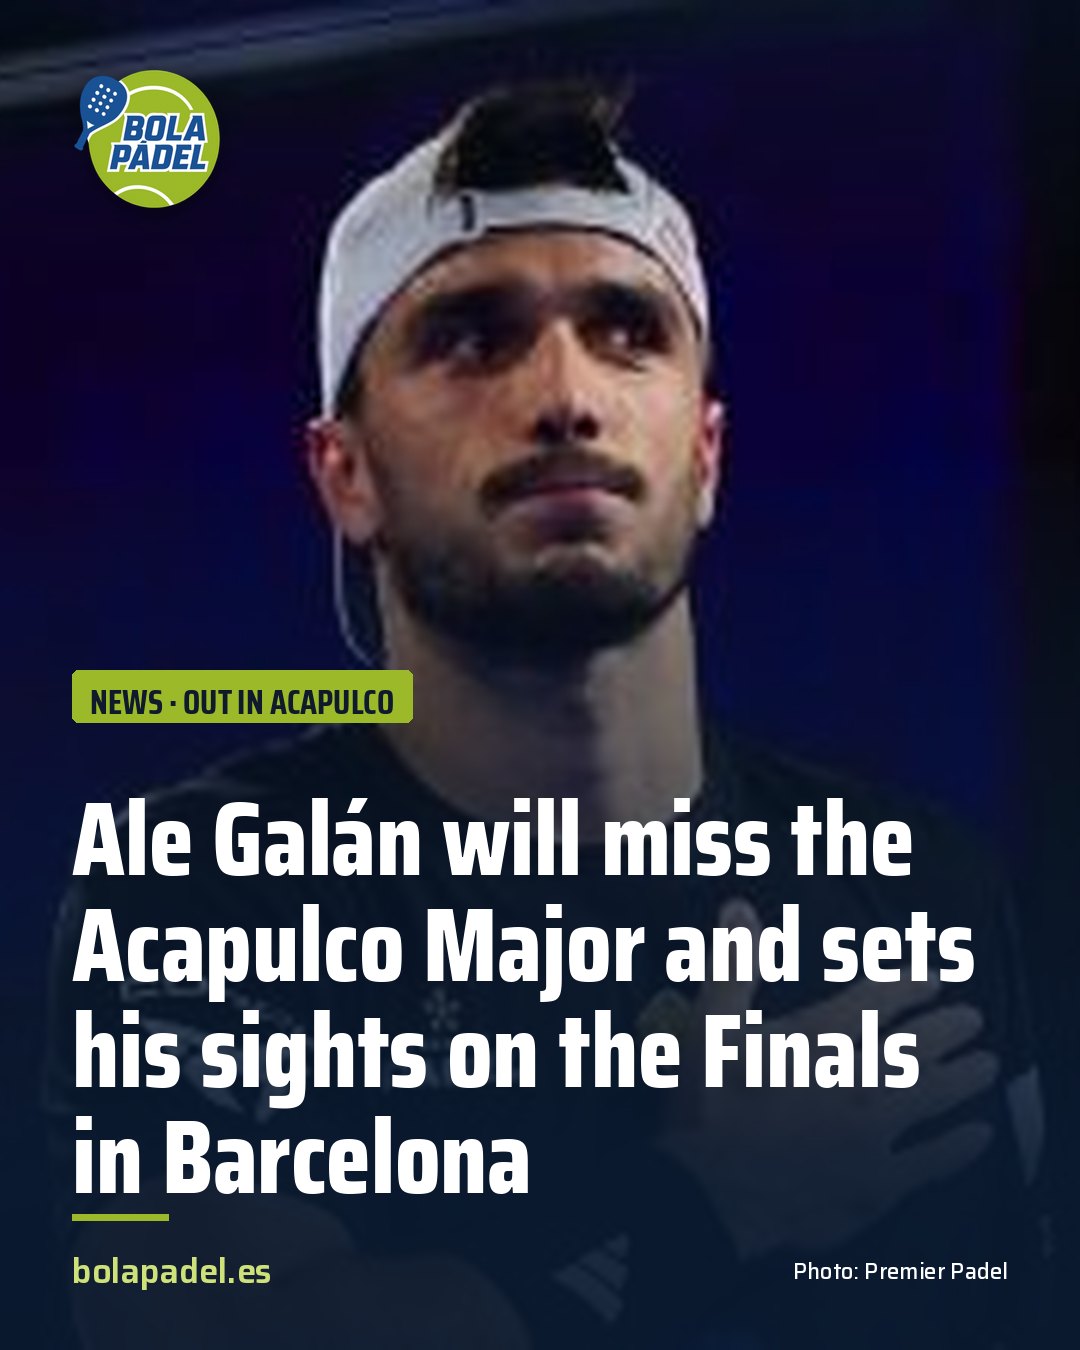 BOLA
PÁDEL
NEWS · OUT IN ACAPULCO
Ale Galán will miss the
Acapulco Major and sets
his sights on the Finals
in Barcelona
bolapadel.es
Photo: Premier Padel